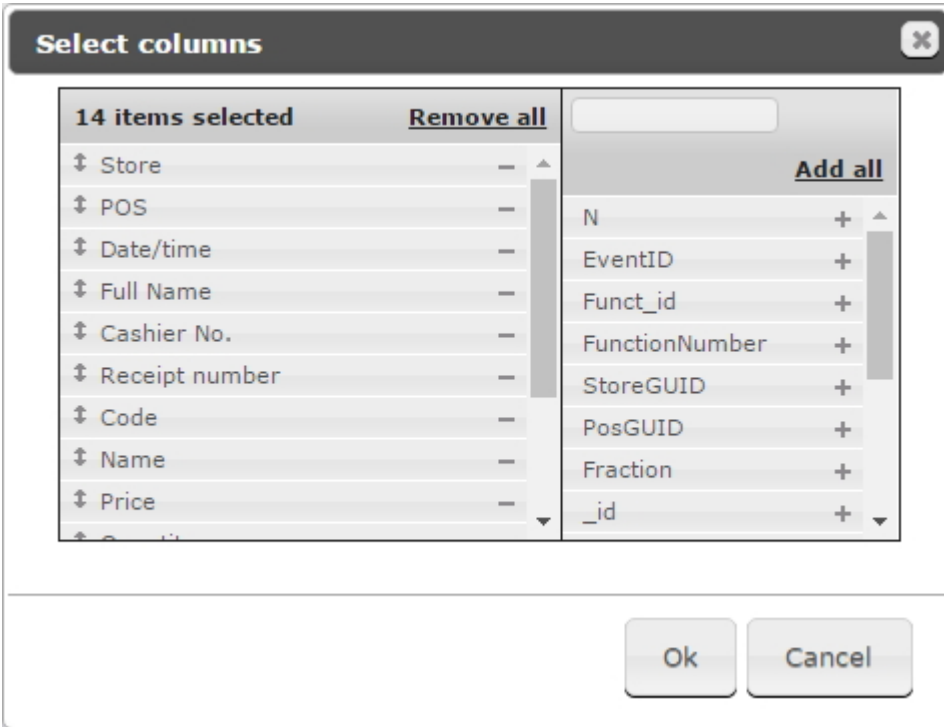 Select columns
14 items selected Remove all
Store
POS
Date/time
Full Name
Cashier No.
Receipt number
Code
Name
Price
Add all
N
EventID
Funct_id
FunctionNumber
StoreGUID
PosGUID
Fraction
_id
Ok Cancel